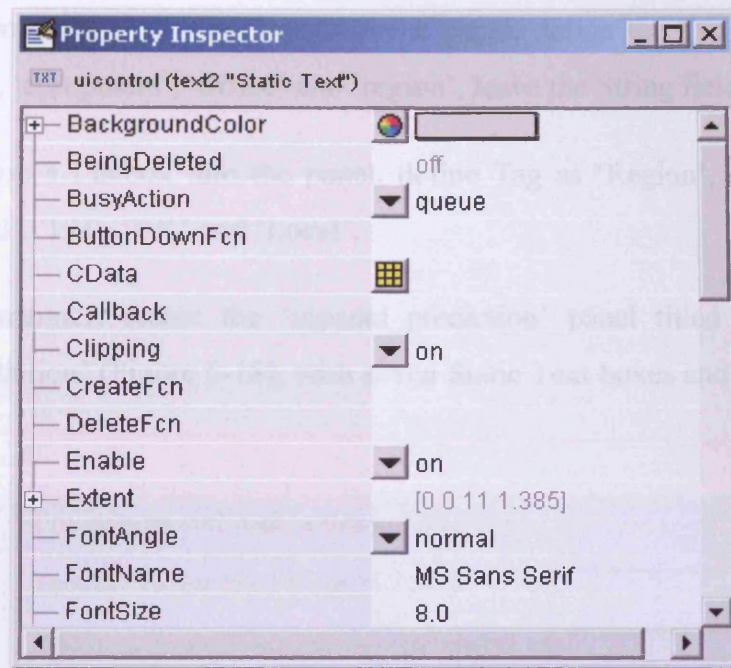 Property Inspector
TXT uicontrol (text2 "Static Text")
BackgroundColor
BeingDeleted off
BusyAction queue
ButtonDownFcn
CData
Callback
Clipping on
CreateFcn
DeleteFcn
Enable on
Extent [0 0 11 1.385]
FontAngle normal
FontName MS Sans Serif
FontSize 8.0